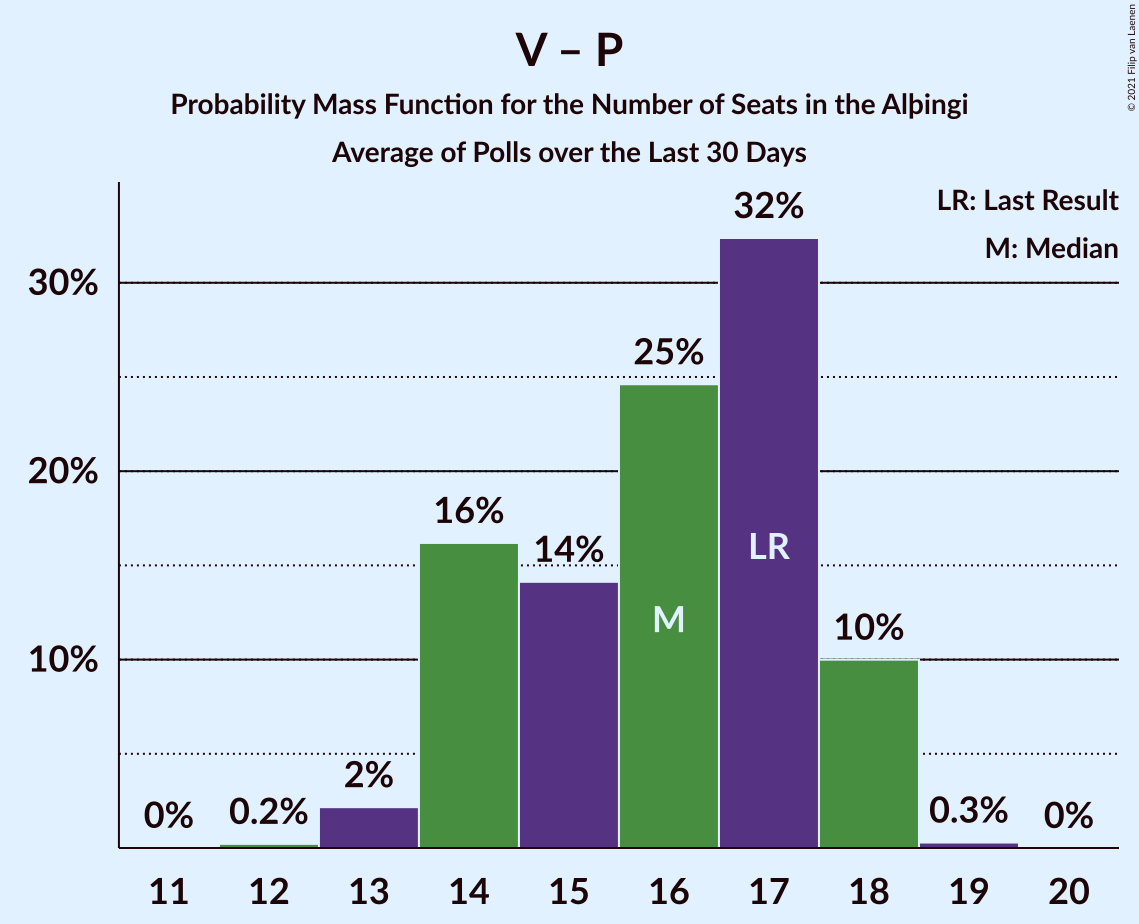 V – P
Probability Mass Function for the Number of Seats in the Alþingi
Average of Polls over the Last 30 Days
© 2021 Filip van Laenen
LR: Last Result
M: Median
30%
20%
10%
0%
0.2%
2%
16%
14%
25%
32%
10%
0.3%
0%
M
LR
11 12 13 14 15 16 17 18 19 20